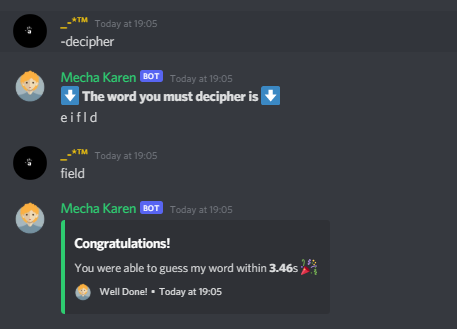 _-*™ Today at 19:05
-decipher
Mecha Karen BOT Today at 19:05
⬇ The word you must decipher is ⬇
e i f l d
_-*™ Today at 19:05
field
Mecha Karen BOT Today at 19:05
Congratulations!
You were able to guess my word within 3.46s 🎉
Well Done! • Today at 19:05